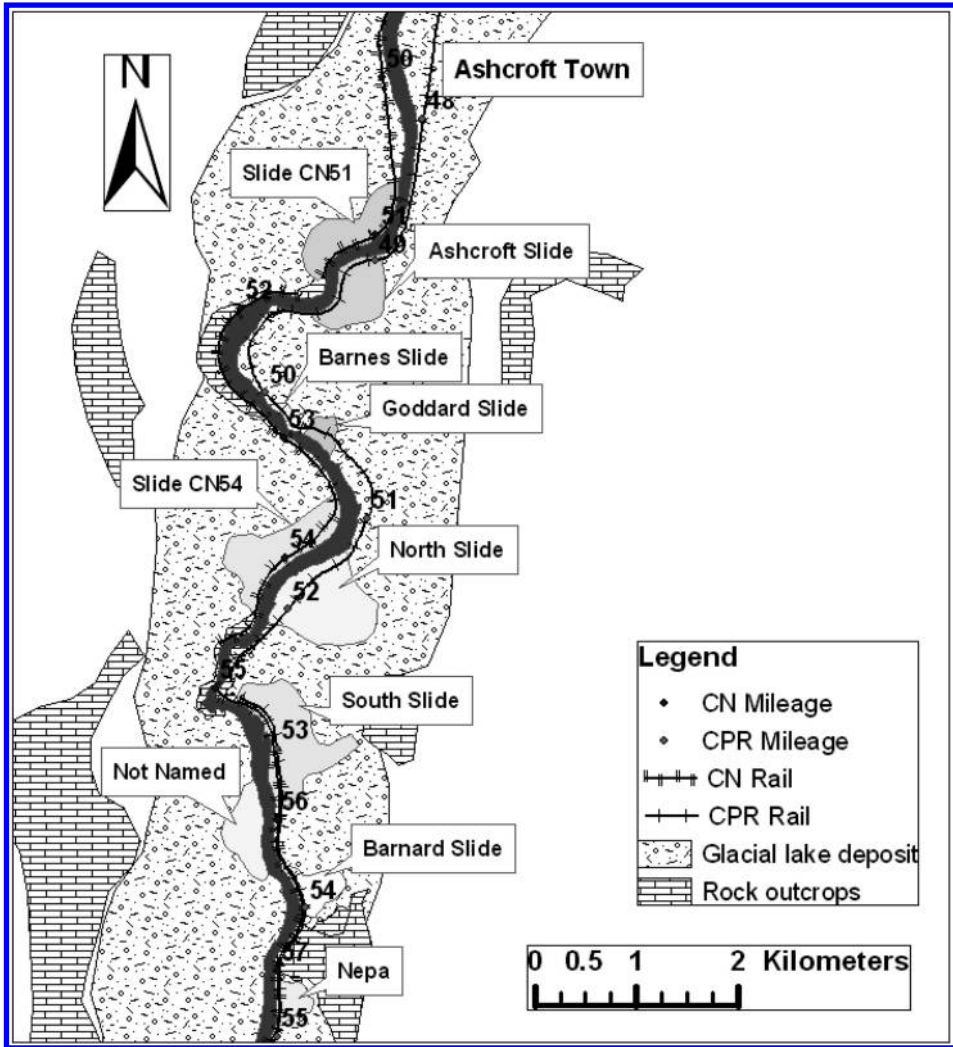 N
50
Ashcroft Town
48
Slide CN51
51
49
Ashcroft Slide
52
Barnes Slide
50
Goddard Slide
53
Slide CN54
51
54
North Slide
52
55
South Slide
53
Not Named
56
Barnard Slide
54
57
Nepa
55
Legend
CN Mileage
CPR Mileage
CN Rail
CPR Rail
Glacial lake deposit
Rock outcrops
0 0.5 1 2 Kilometers